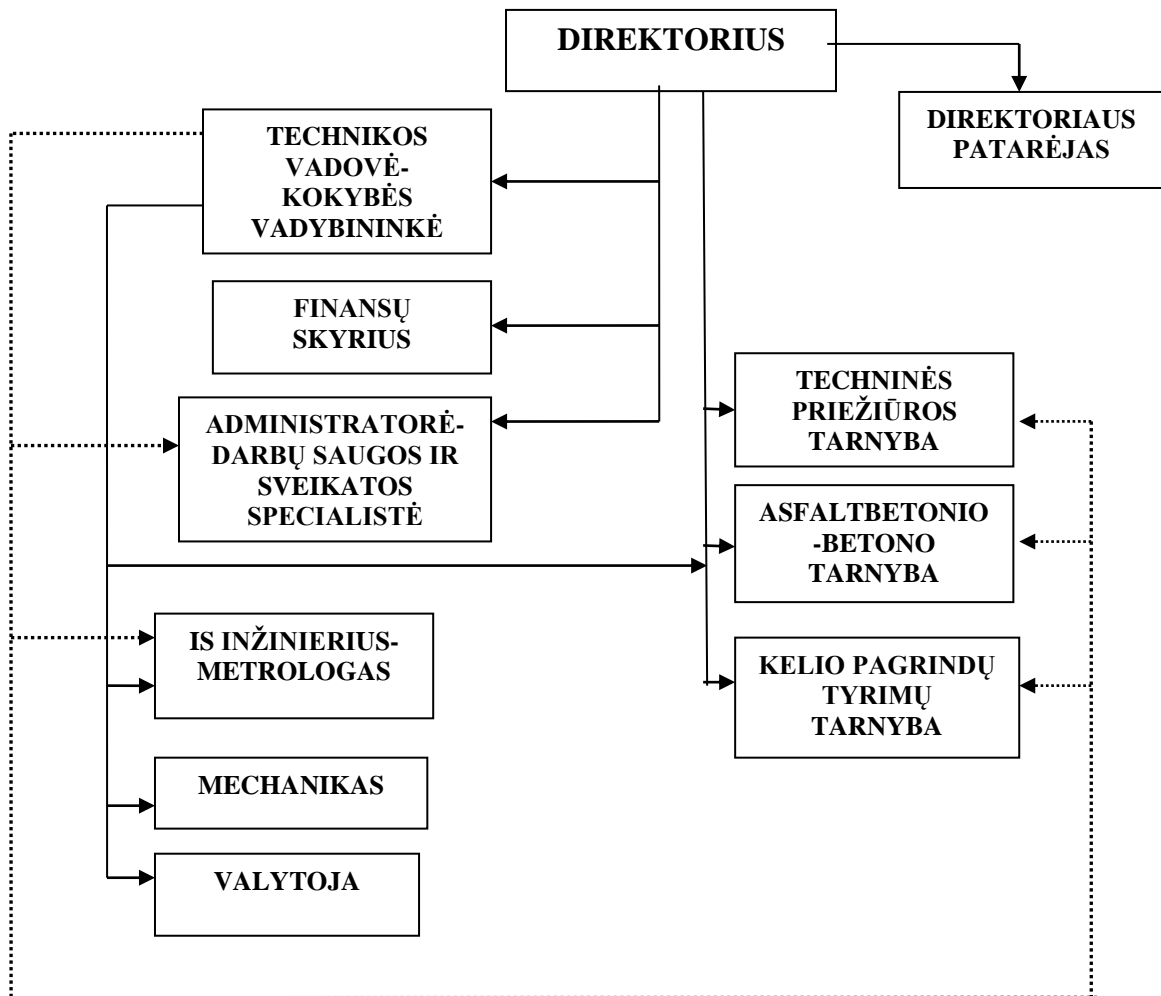 DIREKTORIUS
DIREKTORIAUS
PATARĖJAS
TECHNIKOS
VADOVĖ-
KOKYBĖS
VADYBININKĖ
FINANSŲ
SKYRIUS
ADMINISTRATORĖ-
DARBŲ SAUGOS IR
SVEIKATOS
SPECIALISTĖ
TECHNINĖS
PRIEŽIŪROS
TARNYBA
ASFALTBETONIO
-BETONO
TARNYBA
IS INŽINIERIUS-
METROLOGAS
KELIO PAGRINDŲ
TYRIMŲ
TARNYBA
MECHANIKAS
VALYTOJA